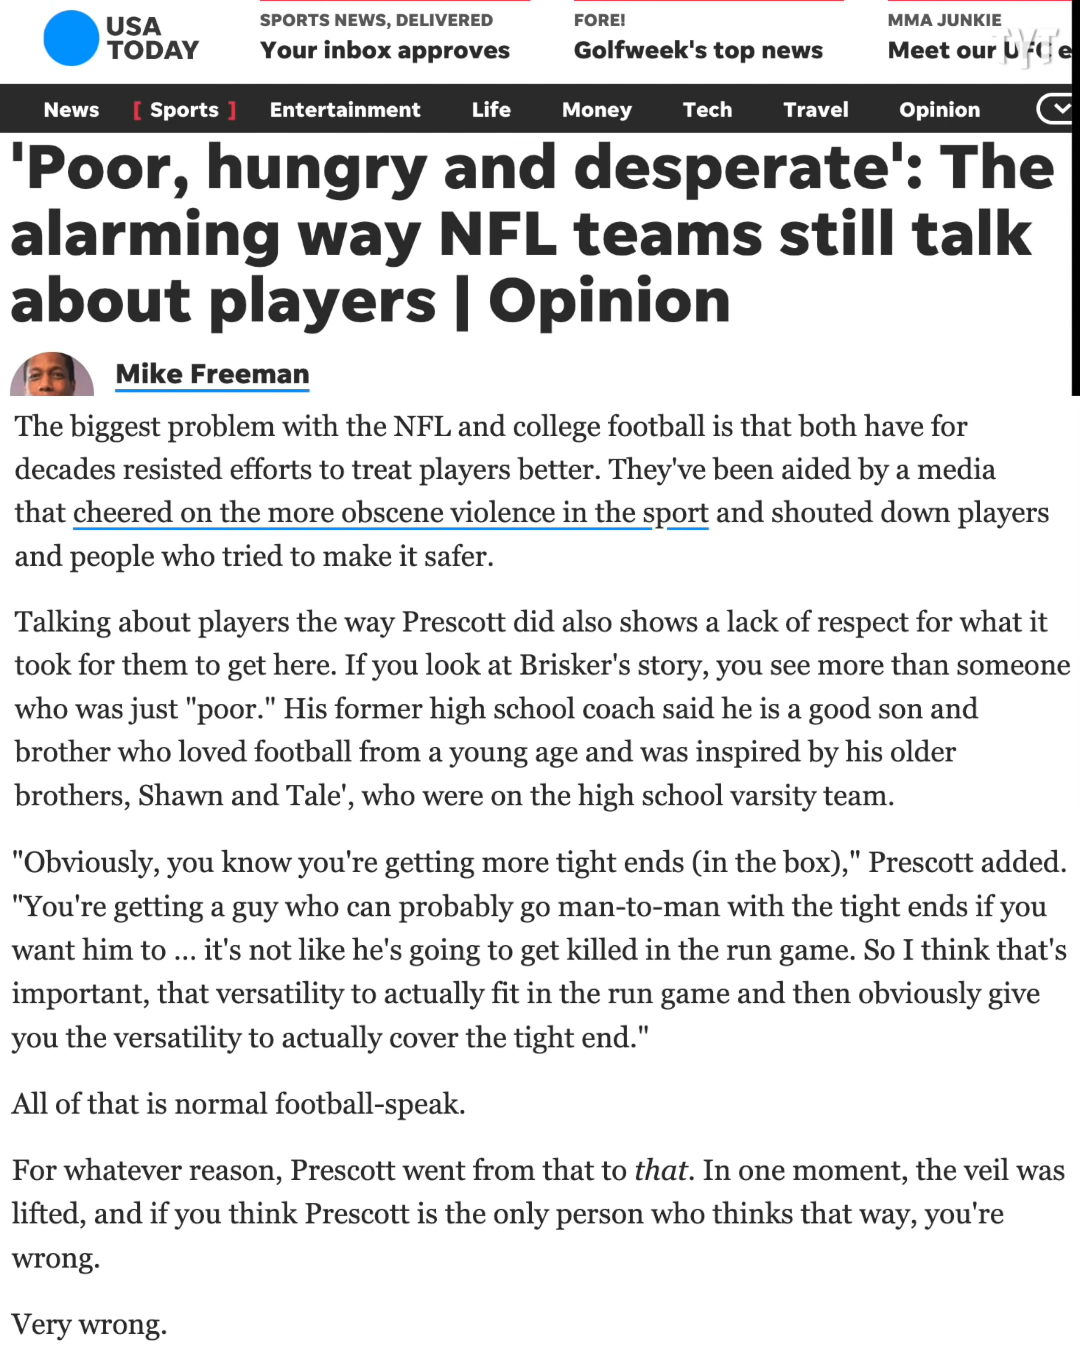 USA
TODAY
SPORTS NEWS, DELIVERED
Your inbox approves
FORE!
Golfweek's top news
MMA JUNKIE
Meet our UFC e
TYT
News [ Sports ] Entertainment Life Money Tech Travel Opinion
'Poor, hungry and desperate': The
alarming way NFL teams still talk
about players | Opinion
Mike Freeman
The biggest problem with the NFL and college football is that both have for
decades resisted efforts to treat players better. They've been aided by a media
that cheered on the more obscene violence in the sport and shouted down players
and people who tried to make it safer.
Talking about players the way Prescott did also shows a lack of respect for what it
took for them to get here. If you look at Brisker's story, you see more than someone
who was just "poor." His former high school coach said he is a good son and
brother who loved football from a young age and was inspired by his older
brothers, Shawn and Tale', who were on the high school varsity team.
"Obviously, you know you're getting more tight ends (in the box)," Prescott added.
"You're getting a guy who can probably go man-to-man with the tight ends if you
want him to ... it's not like he's going to get killed in the run game. So I think that's
important, that versatility to actually fit in the run game and then obviously give
you the versatility to actually cover the tight end."
All of that is normal football-speak.
For whatever reason, Prescott went from that to that. In one moment, the veil was
lifted, and if you think Prescott is the only person who thinks that way, you're
wrong.
Very wrong.